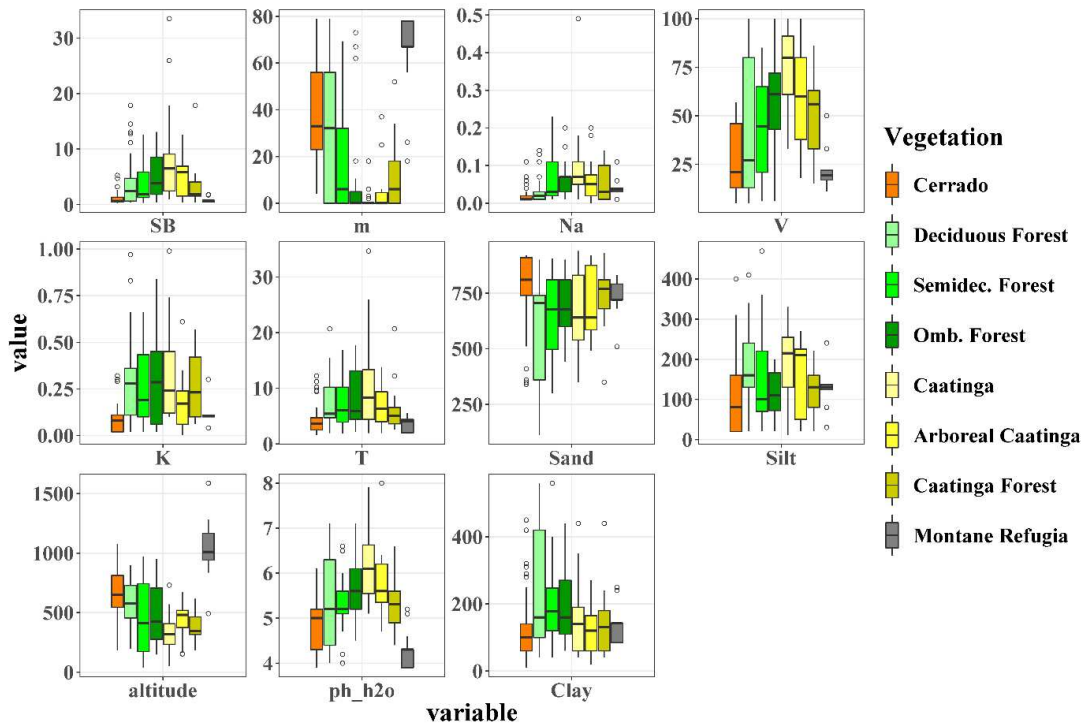 30
20
10
0
SB
80
60
40
20
0
m
0.5
0.4
0.3
0.2
0.1
0.0
Na
100
75
50
25
V
1.00
0.75
0.50
0.25
0.00
K
30
20
10
0
T
750
500
250
Sand
400
300
200
100
0
Silt
1500
1000
500
0
altitude
8
7
6
5
4
ph_h2o
400
200
0
Clay
value
variable
Vegetation
Cerrado
Deciduous Forest
Semidec. Forest
Omb. Forest
Caatinga
Arboreal Caatinga
Caatinga Forest
Montane Refugia